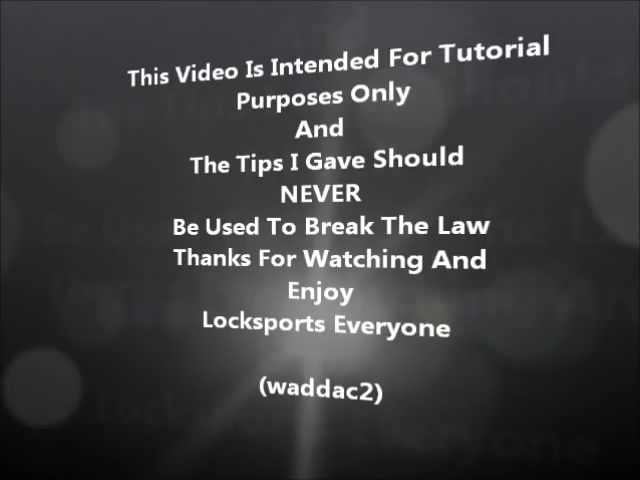 This Video Is Intended For Tutorial
Purposes Only
And
The Tips I Gave Should
NEVER
Be Used To Break The Law
Thanks For Watching And
Enjoy
Locksports Everyone
(waddac2)